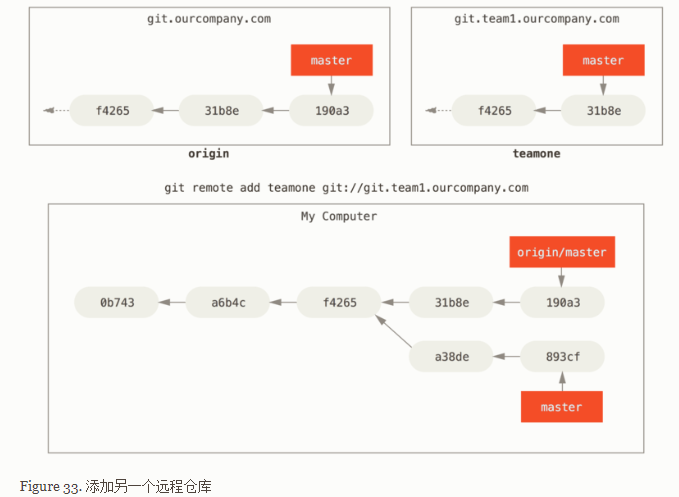 git.ourcompany.com
master
f4265 31b8e 190a3
origin
git.team1.ourcompany.com
master
f4265 31b8e
teamone
git remote add teamone git://git.team1.ourcompany.com
My Computer
origin/master
0b743 a6b4c f4265 31b8e 190a3
a38de 893cf
master
Figure 33. 添加另一个远程仓库